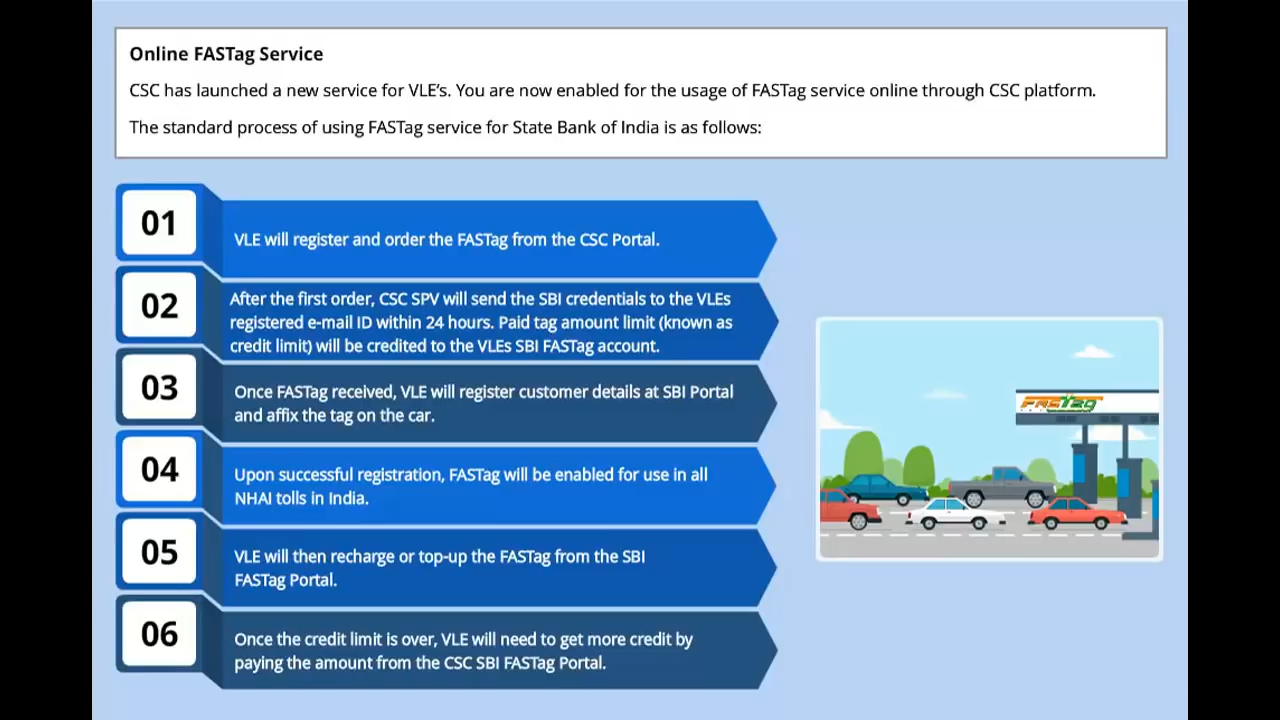 Online FASTag Service
CSC has launched a new service for VLE's. You are now enabled for the usage of FASTag service online through CSC platform.
The standard process of using FASTag service for State Bank of India is as follows:
01
VLE will register and order the FASTag from the CSC Portal.
02
After the first order, CSC SPV will send the SBI credentials to the VLEs
registered e-mail ID within 24 hours. Paid tag amount limit (known as
credit limit) will be credited to the VLEs SBI FASTag account.
03
Once FASTag received, VLE will register customer details at SBI Portal
and affix the tag on the car.
04
Upon successful registration, FASTag will be enabled for use in all
NHAI tolls in India.
05
VLE will then recharge or top-up the FASTag from the SBI
FASTag Portal.
06
Once the credit limit is over, VLE will need to get more credit by
paying the amount from the CSC SBI FASTag Portal.
FASTag